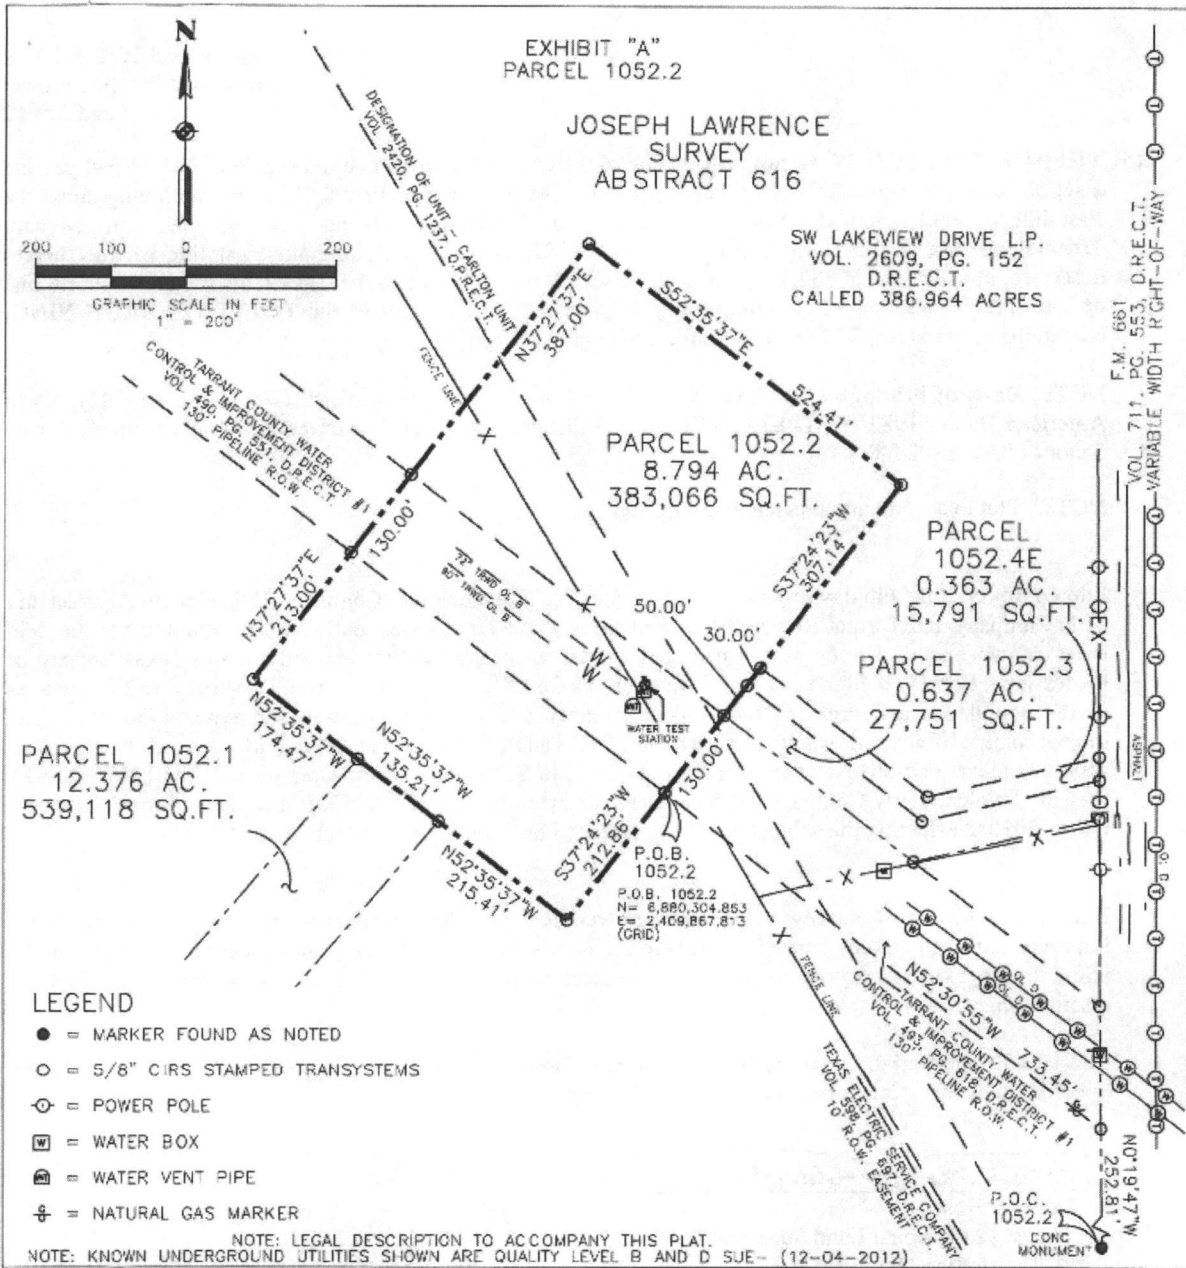 N
EXHIBIT "A"
PARCEL 1052.2
JOSEPH LAWRENCE
SURVEY
ABSTRACT 616
SW LAKEVIEW DRIVE L.P.
VOL. 2609, PG. 152
D.R.E.C.T.
CALLED 386.964 ACRES
200 100 0 200
GRAPHIC SCALE IN FEET
1" = 200'
DESIGNATION OF UNIT - CARLTON UNIT
VOL. 2420, PG. 1237, O.P.R.E.C.T.
FENCE LINE
TARRANT COUNTY WATER
CONTROL & IMPROVEMENT DISTRICT #1
VOL. 490, PG. 551, D.R.E.C.T.
130' PIPELINE R.O.W.
N37°27'37"E
387.00'
S52°35'37"E
524.47'
F.M. 661
VOL. 711, PG. 553, D.R.E.C.T.
VARIABLE WIDTH RIGHT-OF-WAY
PARCEL 1052.2
8.794 AC.
383,066 SQ.FT.
130.00'
N37°27'37"E
213.00'
S37°24'23"W
307.14'
PARCEL
1052.4E
0.363 AC.
15,791 SQ.FT.
EX
72" TRWD QL B
90" TRWD QL B
50.00'
30.00'
W
W
WATER TEST
STATION
PARCEL 1052.3
0.637 AC.
27,751 SQ.FT.
ASPHALT
PARCEL 1052.1
12.376 AC.
539,118 SQ.FT.
N52°35'37"W
174.47'
N52°35'37"W
135.21'
N52°35'37"W
215.41'
130.00'
S37°24'23"W
212.86'
P.O.B.
1052.2
P.O.B. 1052.2
N= 6,880,304.853
E= 2,409,867.813
(GRID)
W
QL D
FENCE LINE
QL D
QL D
N52°30'55"W
733.45'
TARRANT COUNTY WATER
CONTROL & IMPROVEMENT DISTRICT #1
VOL. 493, PG. 618, D.R.E.C.T.
130' PIPELINE R.O.W.
W
TEXAS ELECTRIC SERVICE COMPANY
VOL. 598, PG. 697, D.R.E.C.T.
10' R.O.W. EASEMENT
N0°19'47"W
252.81'
P.O.C.
1052.2
CONC
MONUMENT
LEGEND
= MARKER FOUND AS NOTED
= 5/8" CIRS STAMPED TRANSYSTEMS
= POWER POLE
W = WATER BOX
= WATER VENT PIPE
= NATURAL GAS MARKER
NOTE: LEGAL DESCRIPTION TO ACCOMPANY THIS PLAT.
NOTE: KNOWN UNDERGROUND UTILITIES SHOWN ARE QUALITY LEVEL B AND D SUE- (12-04-2012)